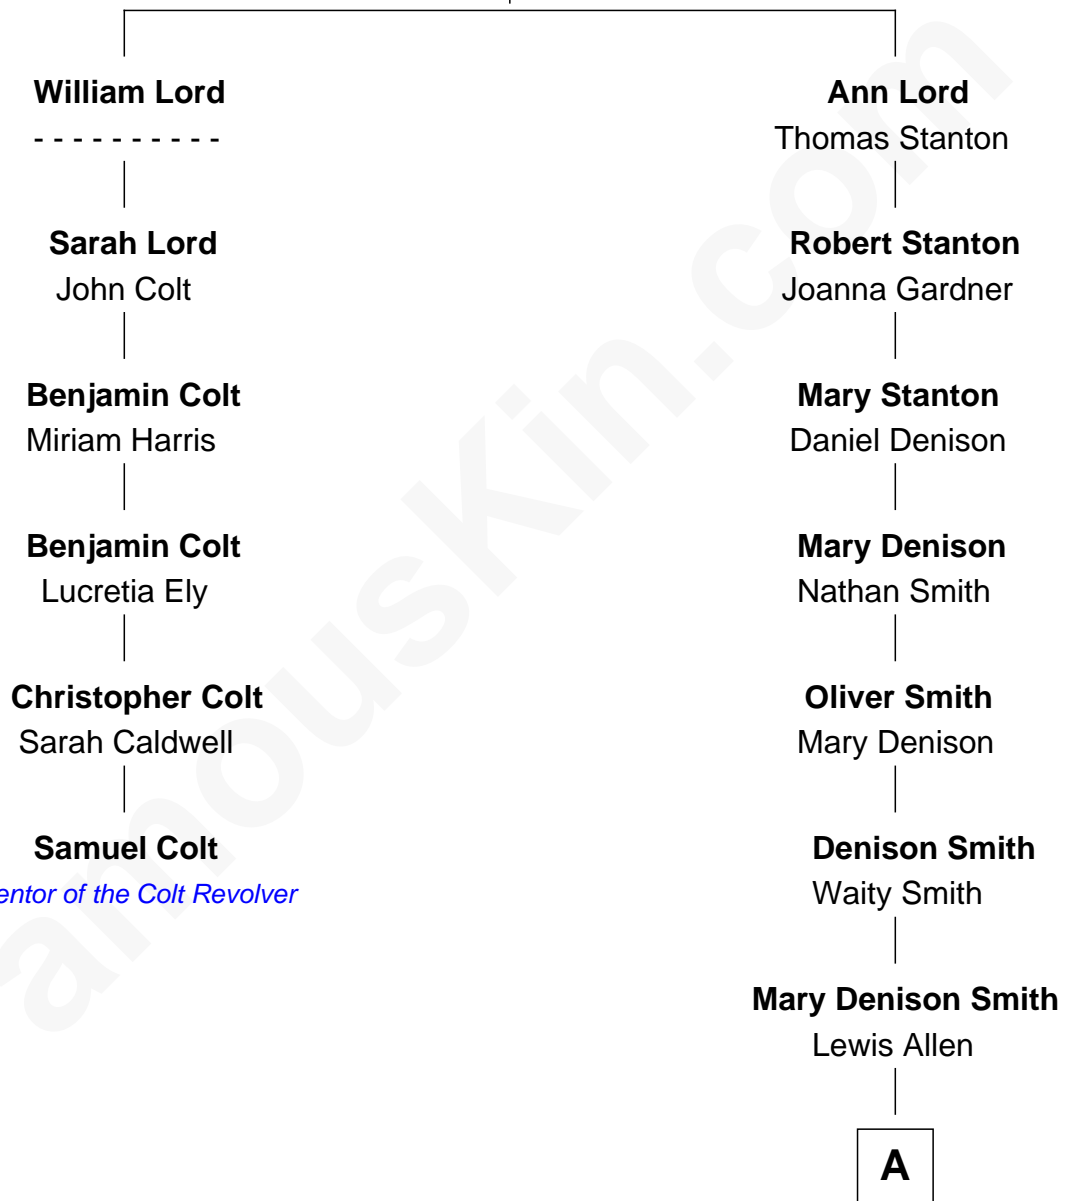 William Lord
- - - - - - - - - -
Sarah Lord
John Colt
Benjamin Colt
Miriam Harris
Benjamin Colt
Lucretia Ely
Christopher Colt
Sarah Caldwell
Samuel Colt
entor of the Colt Revolver
Ann Lord
Thomas Stanton
Robert Stanton
Joanna Gardner
Mary Stanton
Daniel Denison
Mary Denison
Nathan Smith
Oliver Smith
Mary Denison
Denison Smith
Waity Smith
Mary Denison Smith
Lewis Allen
A
amousKin.com